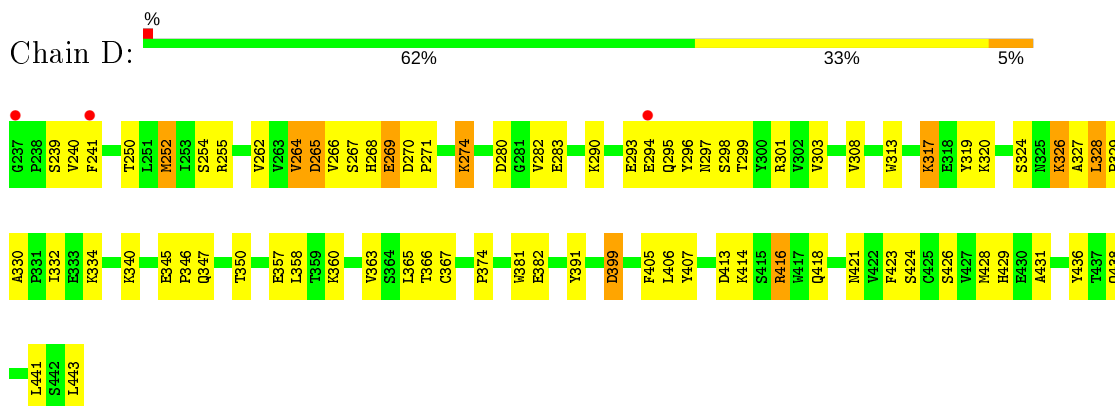 %
Chain D:
62% 33% 5%
G237 P238 S239 V240 F241 T250 L251 M252 I253 S254 R255 V262 V263 V264 D265 V266 S267 H268 E269 D270 P271 K274 D280 G281 V282 E283 K290 E293 E294 Q295 Y296 N297 S298 T299 Y300 R301 V302 V303 V308 W313 K317 E318 Y319 K320 S324 N325 K326 A327 L328 P329
A330 P331 I332 E333 K334 K340 E345 P346 Q347 T350 E357 L358 T359 K360 V363 S364 L365 T366 C367 P374 W381 E382 Y391 D399 F405 L406 Y407 D413 K414 S415 R416 W417 Q418 N421 V422 F423 S424 C425 S426 V427 M428 H429 E430 A431 Y436 T437 R438
L441 S442 L443